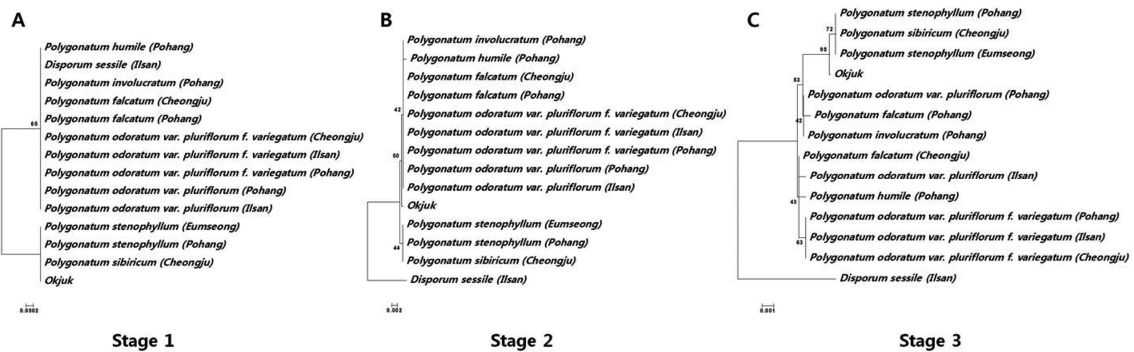 A
Polygonatum humile (Pohang)
Disporum sessile (Ilsan)
Polygonatum involucratum (Pohang)
Polygonatum falcatum (Cheongju)
Polygonatum falcatum (Pohang)
60
Polygonatum odoratum var. pluriflorum f. variegatum (Cheongju)
Polygonatum odoratum var. pluriflorum f. variegatum (Ilsan)
Polygonatum odoratum var. pluriflorum f. variegatum (Pohang)
Polygonatum odoratum var. pluriflorum (Pohang)
Polygonatum odoratum var. pluriflorum (Ilsan)
Polygonatum stenophyllum (Eumseong)
Polygonatum stenophyllum (Pohang)
Polygonatum sibiricum (Cheongju)
Okjuk
0.0002
Stage 1
B
Polygonatum involucratum (Pohang)
Polygonatum humile (Pohang)
Polygonatum falcatum (Cheongju)
Polygonatum falcatum (Pohang)
42
Polygonatum odoratum var. pluriflorum f. variegatum (Cheongju)
Polygonatum odoratum var. pluriflorum f. variegatum (Ilsan)
Polygonatum odoratum var. pluriflorum f. variegatum (Pohang)
50
Polygonatum odoratum var. pluriflorum (Pohang)
Polygonatum odoratum var. pluriflorum (Ilsan)
Okjuk
Polygonatum stenophyllum (Eumseong)
Polygonatum stenophyllum (Pohang)
44
Polygonatum sibiricum (Cheongju)
Disporum sessile (Ilsan)
0.002
Stage 2
C
Polygonatum stenophyllum (Pohang)
72
Polygonatum sibiricum (Cheongju)
95
Polygonatum stenophyllum (Eumseong)
Okjuk
53
Polygonatum odoratum var. pluriflorum (Pohang)
Polygonatum falcatum (Pohang)
42
Polygonatum involucratum (Pohang)
Polygonatum falcatum (Cheongju)
Polygonatum odoratum var. pluriflorum (Ilsan)
Polygonatum humile (Pohang)
43
Polygonatum odoratum var. pluriflorum f. variegatum (Pohang)
Polygonatum odoratum var. pluriflorum f. variegatum (Ilsan)
63
Polygonatum odoratum var. pluriflorum f. variegatum (Cheongju)
Disporum sessile (Ilsan)
0.001
Stage 3